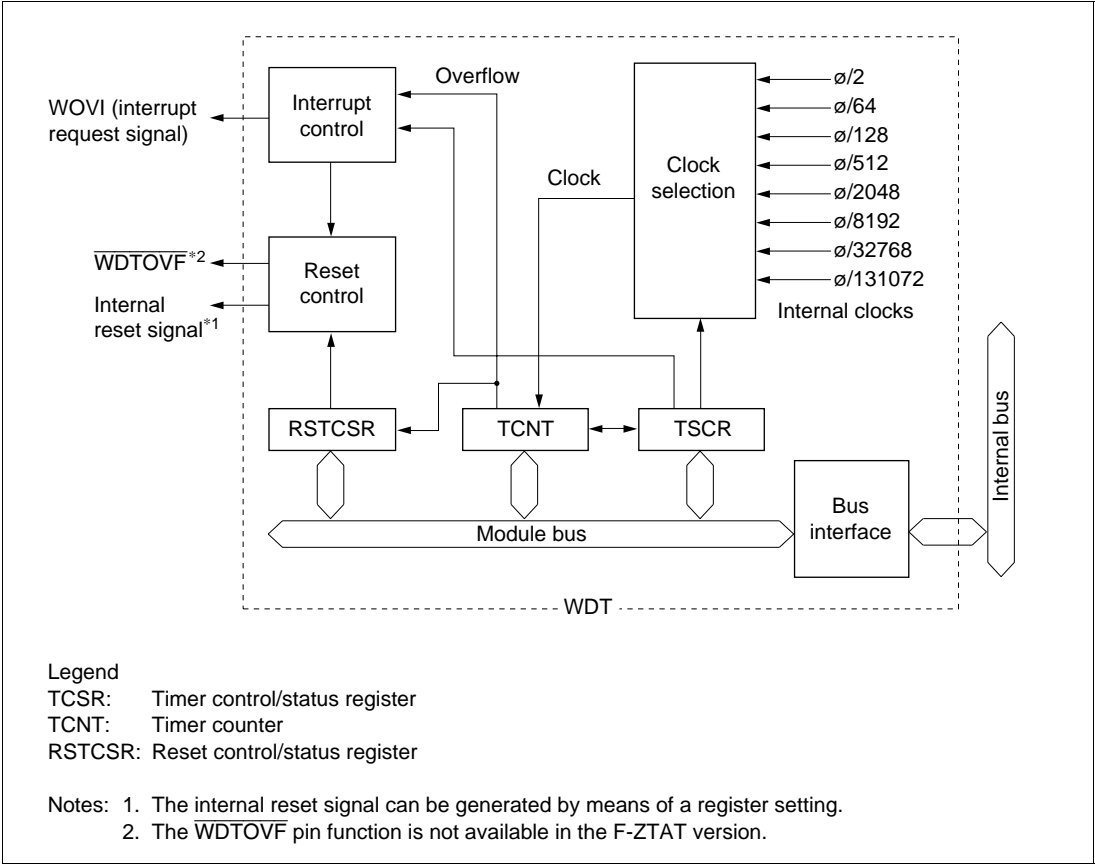 Overflow
WOVI (interrupt
request signal)
Interrupt
control
ø/2
ø/64
ø/128
ø/512
ø/2048
ø/8192
ø/32768
ø/131072
Internal clocks
Clock
selection
Clock
WDTOVF*2
Internal
reset signal*1
Reset
control
RSTCSR
TCNT
TSCR
Internal bus
Module bus
Bus
interface
WDT
Legend
TCSR: Timer control/status register
TCNT: Timer counter
RSTCSR: Reset control/status register
Notes: 1. The internal reset signal can be generated by means of a register setting.
2. The WDTOVF pin function is not available in the F-ZTAT version.